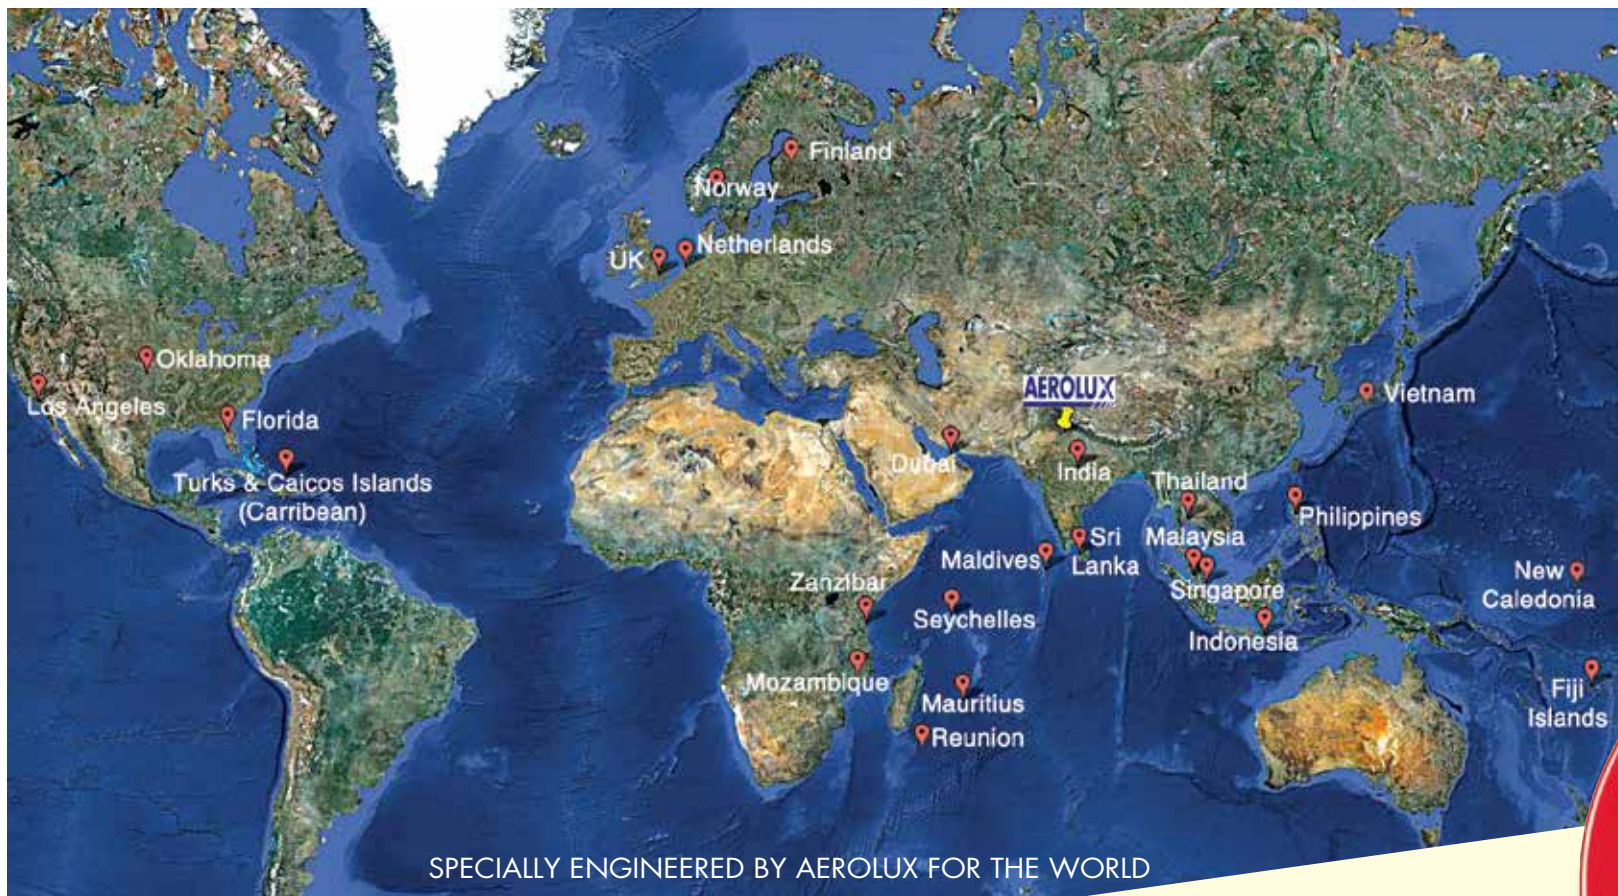 Finland
Norway
Netherlands
UK
Oklahoma
Los Angeles
Florida
Turks & Caicos Islands
(Carribean)
AEROLUX
Vietnam
Dubai
India
Thailand
Philippines
Malaysia
Sri
Lanka
Maldives
Singapore
New
Caledonia
Zanzibar
Seychelles
Indonesia
Mozambique
Mauritius
Fiji
Islands
Reunion
SPECIALLY ENGINEERED BY AEROLUX FOR THE WORLD